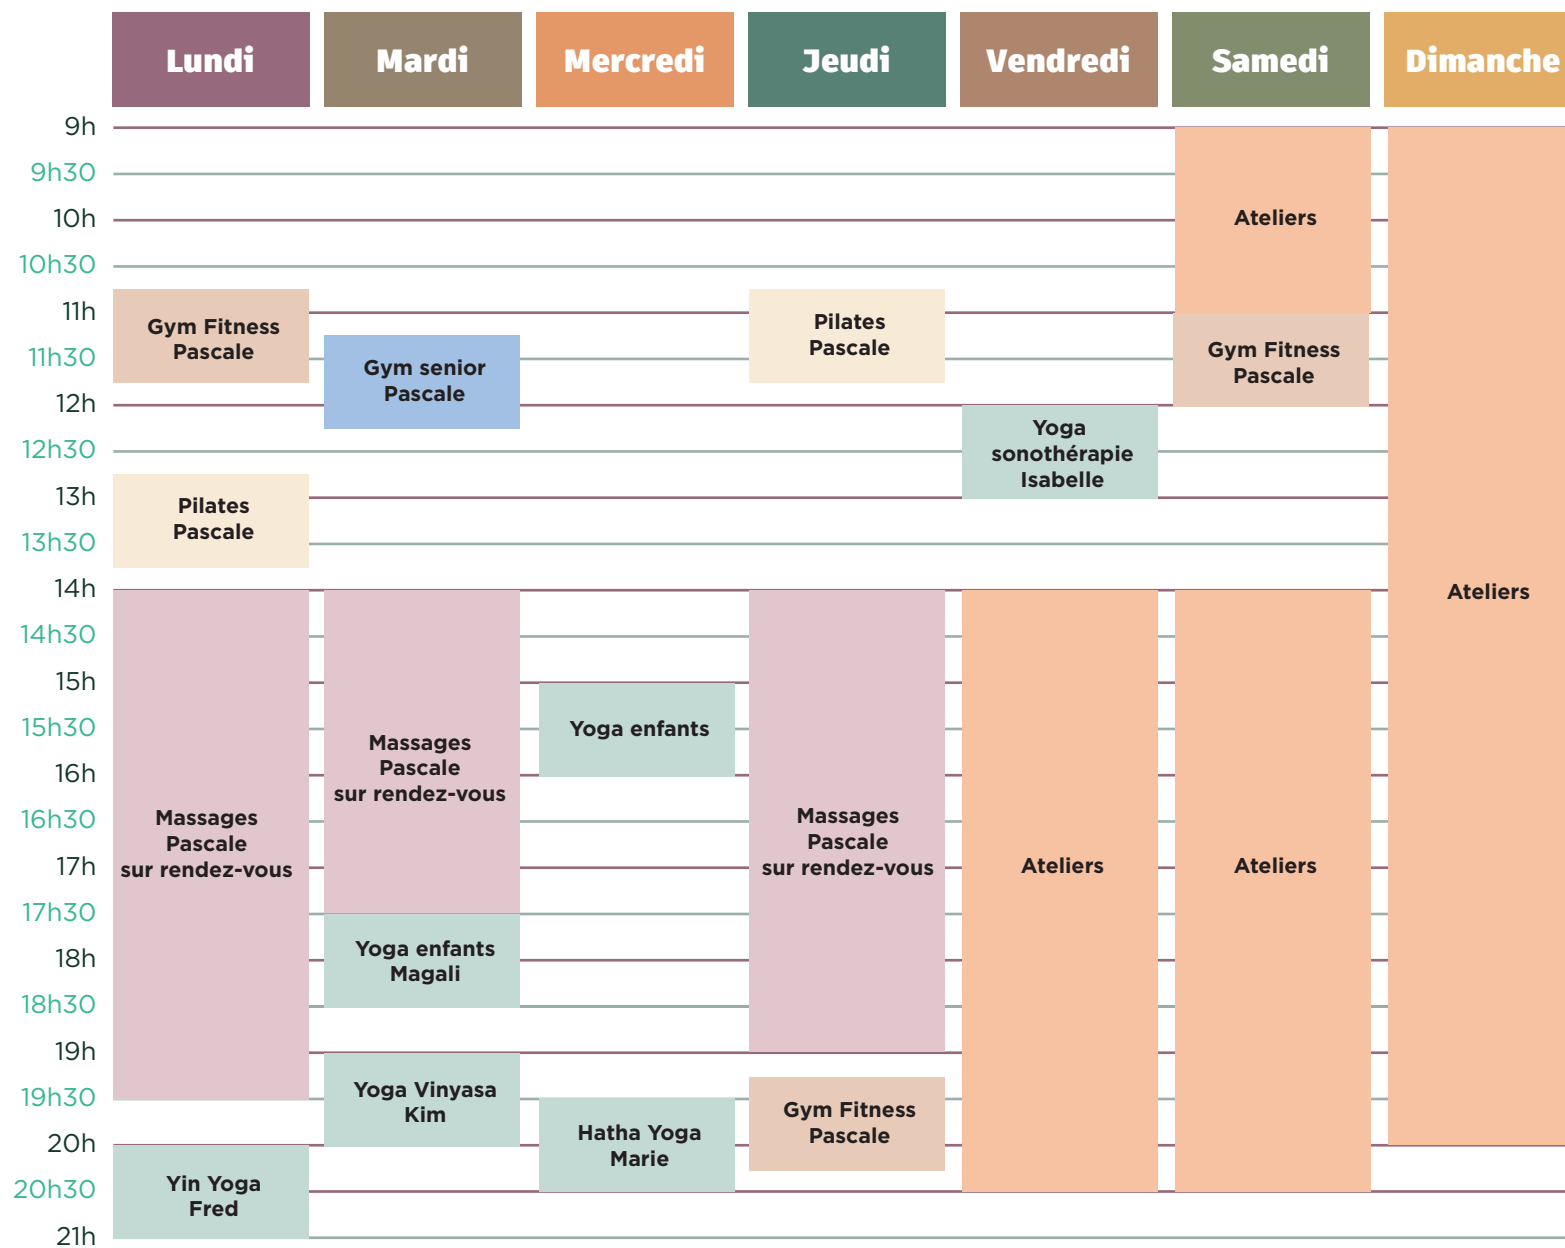 Lundi
Mardi
Mercredi
Jeudi
Vendredi
Samedi
Dimanche
9h
9h30
10h
10h30
11h
11h30
12h
12h30
13h
13h30
14h
14h30
15h
15h30
16h
16h30
17h
17h30
18h
18h30
19h
19h30
20h
20h30
21h
Gym Fitness
Pascale
Pilates
Pascale
Massages
Pascale
sur rendez-vous
Yin Yoga
Fred
Gym senior
Pascale
Massages
Pascale
sur rendez-vous
Yoga enfants
Magali
Yoga Vinyasa
Kim
Yoga enfants
Hatha Yoga
Marie
Pilates
Pascale
Massages
Pascale
sur rendez-vous
Gym Fitness
Pascale
Yoga
sonothérapie
Isabelle
Ateliers
Ateliers
Gym Fitness
Pascale
Ateliers
Ateliers